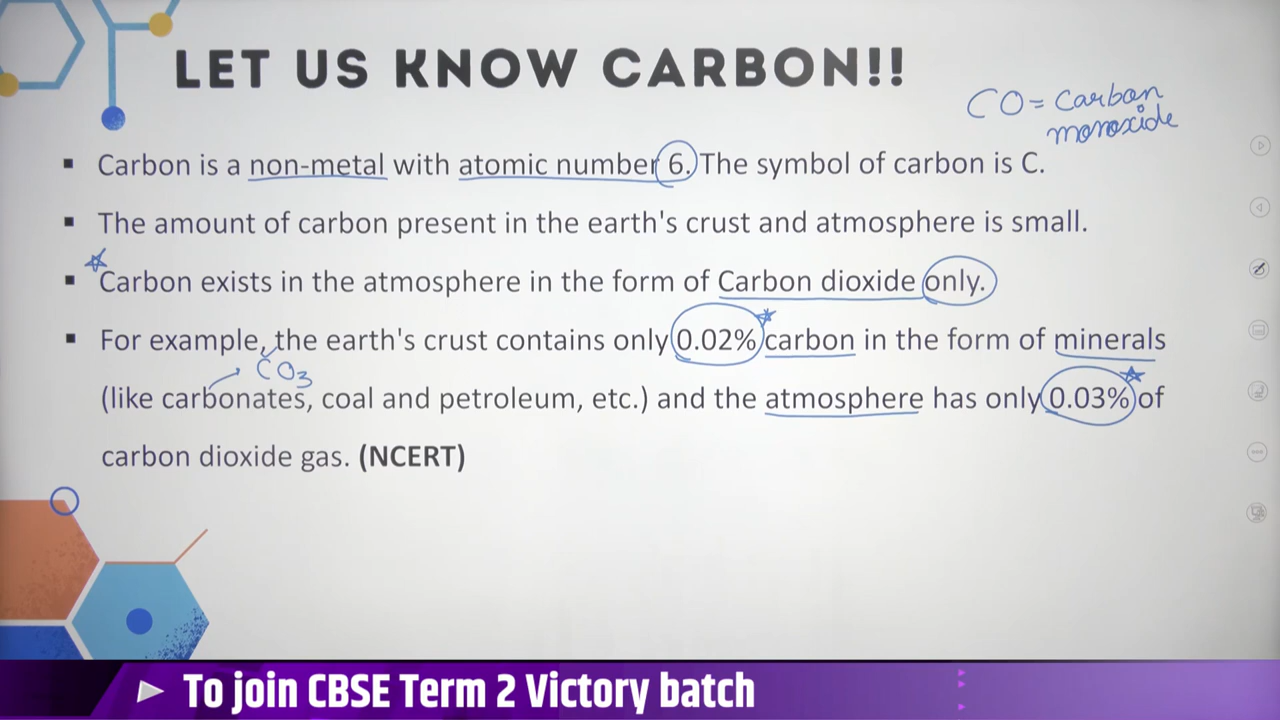 LET US KNOW CARBON!!
CO = Carbon
monoxide
▪ Carbon is a non-metal with atomic number 6. The symbol of carbon is C.
▪ The amount of carbon present in the earth's crust and atmosphere is small.
▪ Carbon exists in the atmosphere in the form of Carbon dioxide only.
▪ For example, the earth's crust contains only 0.02% carbon in the form of minerals
CO3
(like carbonates, coal and petroleum, etc.) and the atmosphere has only 0.03% of
carbon dioxide gas. (NCERT)
To join CBSE Term 2 Victory batch